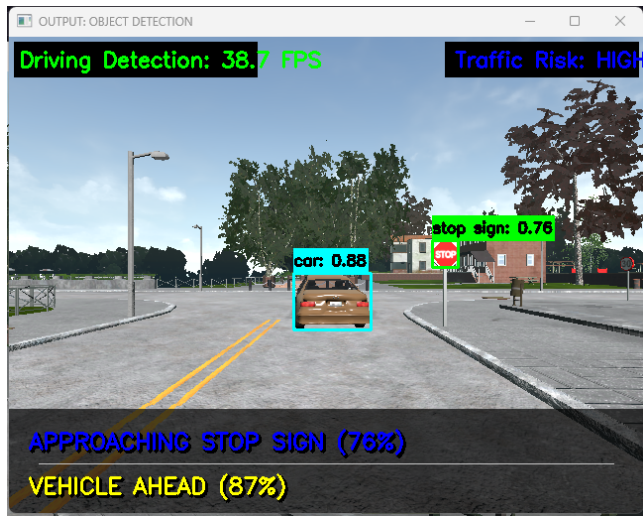 OUTPUT: OBJECT DETECTION
Driving Detection: 38.7 FPS
Traffic Risk: HIGH
stop sign: 0.76
STOP
car: 0.88
APPROACHING STOP SIGN (76%)
VEHICLE AHEAD (87%)